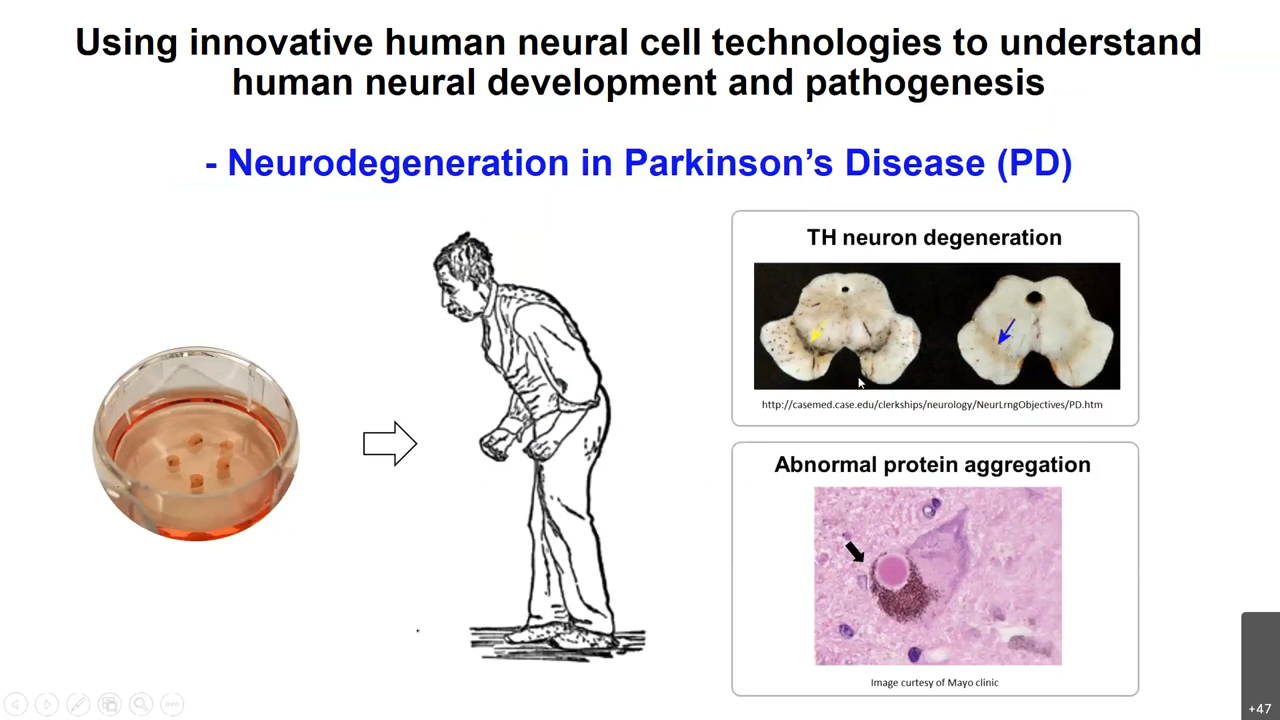 Using innovative human neural cell technologies to understand
human neural development and pathogenesis
- Neurodegeneration in Parkinson’s Disease (PD)
TH neuron degeneration
http://casemed.case.edu/clerkships/neurology/NeurLrngObjectives/PD.htm
Abnormal protein aggregation
Image curtesy of Mayo clinic
+47